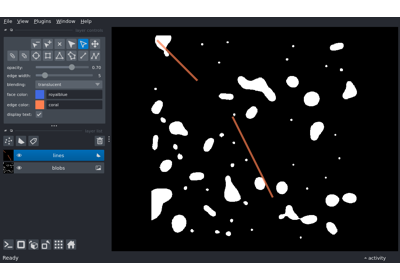 File View Plugins Window Help
opacity: 0.70
edge width: 5
blending: translucent
face color: royalblue
edge color: coral
display text:
lines
blobs
Ready
activity